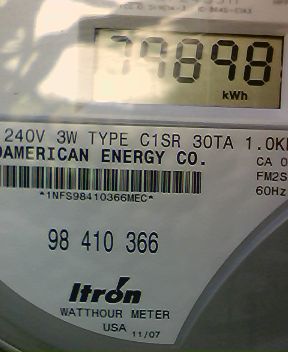 79898
kWh
240V 3W TYPE C1SR 30TA 1.0K
AMERICAN ENERGY CO.
CA 0
FM2S
60Hz
*1NFS98410366MEC*
98 410 366
Itrón
WATTHOUR METER
USA 11/07